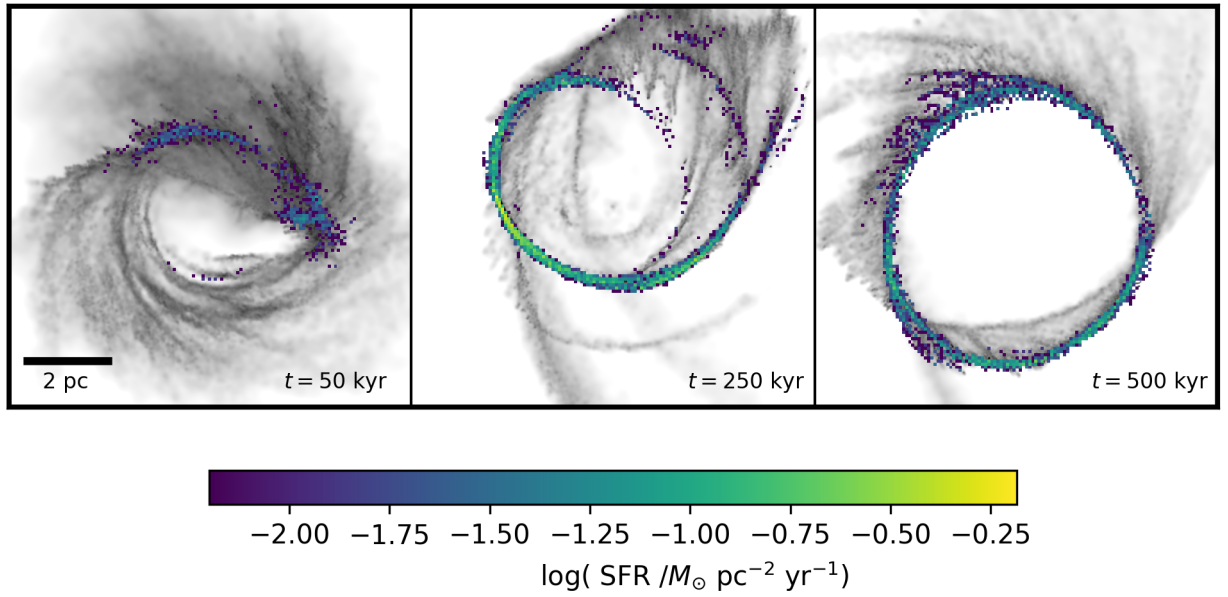 2 pc
t = 50 kyr
t = 250 kyr
t = 500 kyr
−2.00 −1.75 −1.50 −1.25 −1.00 −0.75 −0.50 −0.25
log( SFR /M⊙ pc⁻² yr⁻¹)